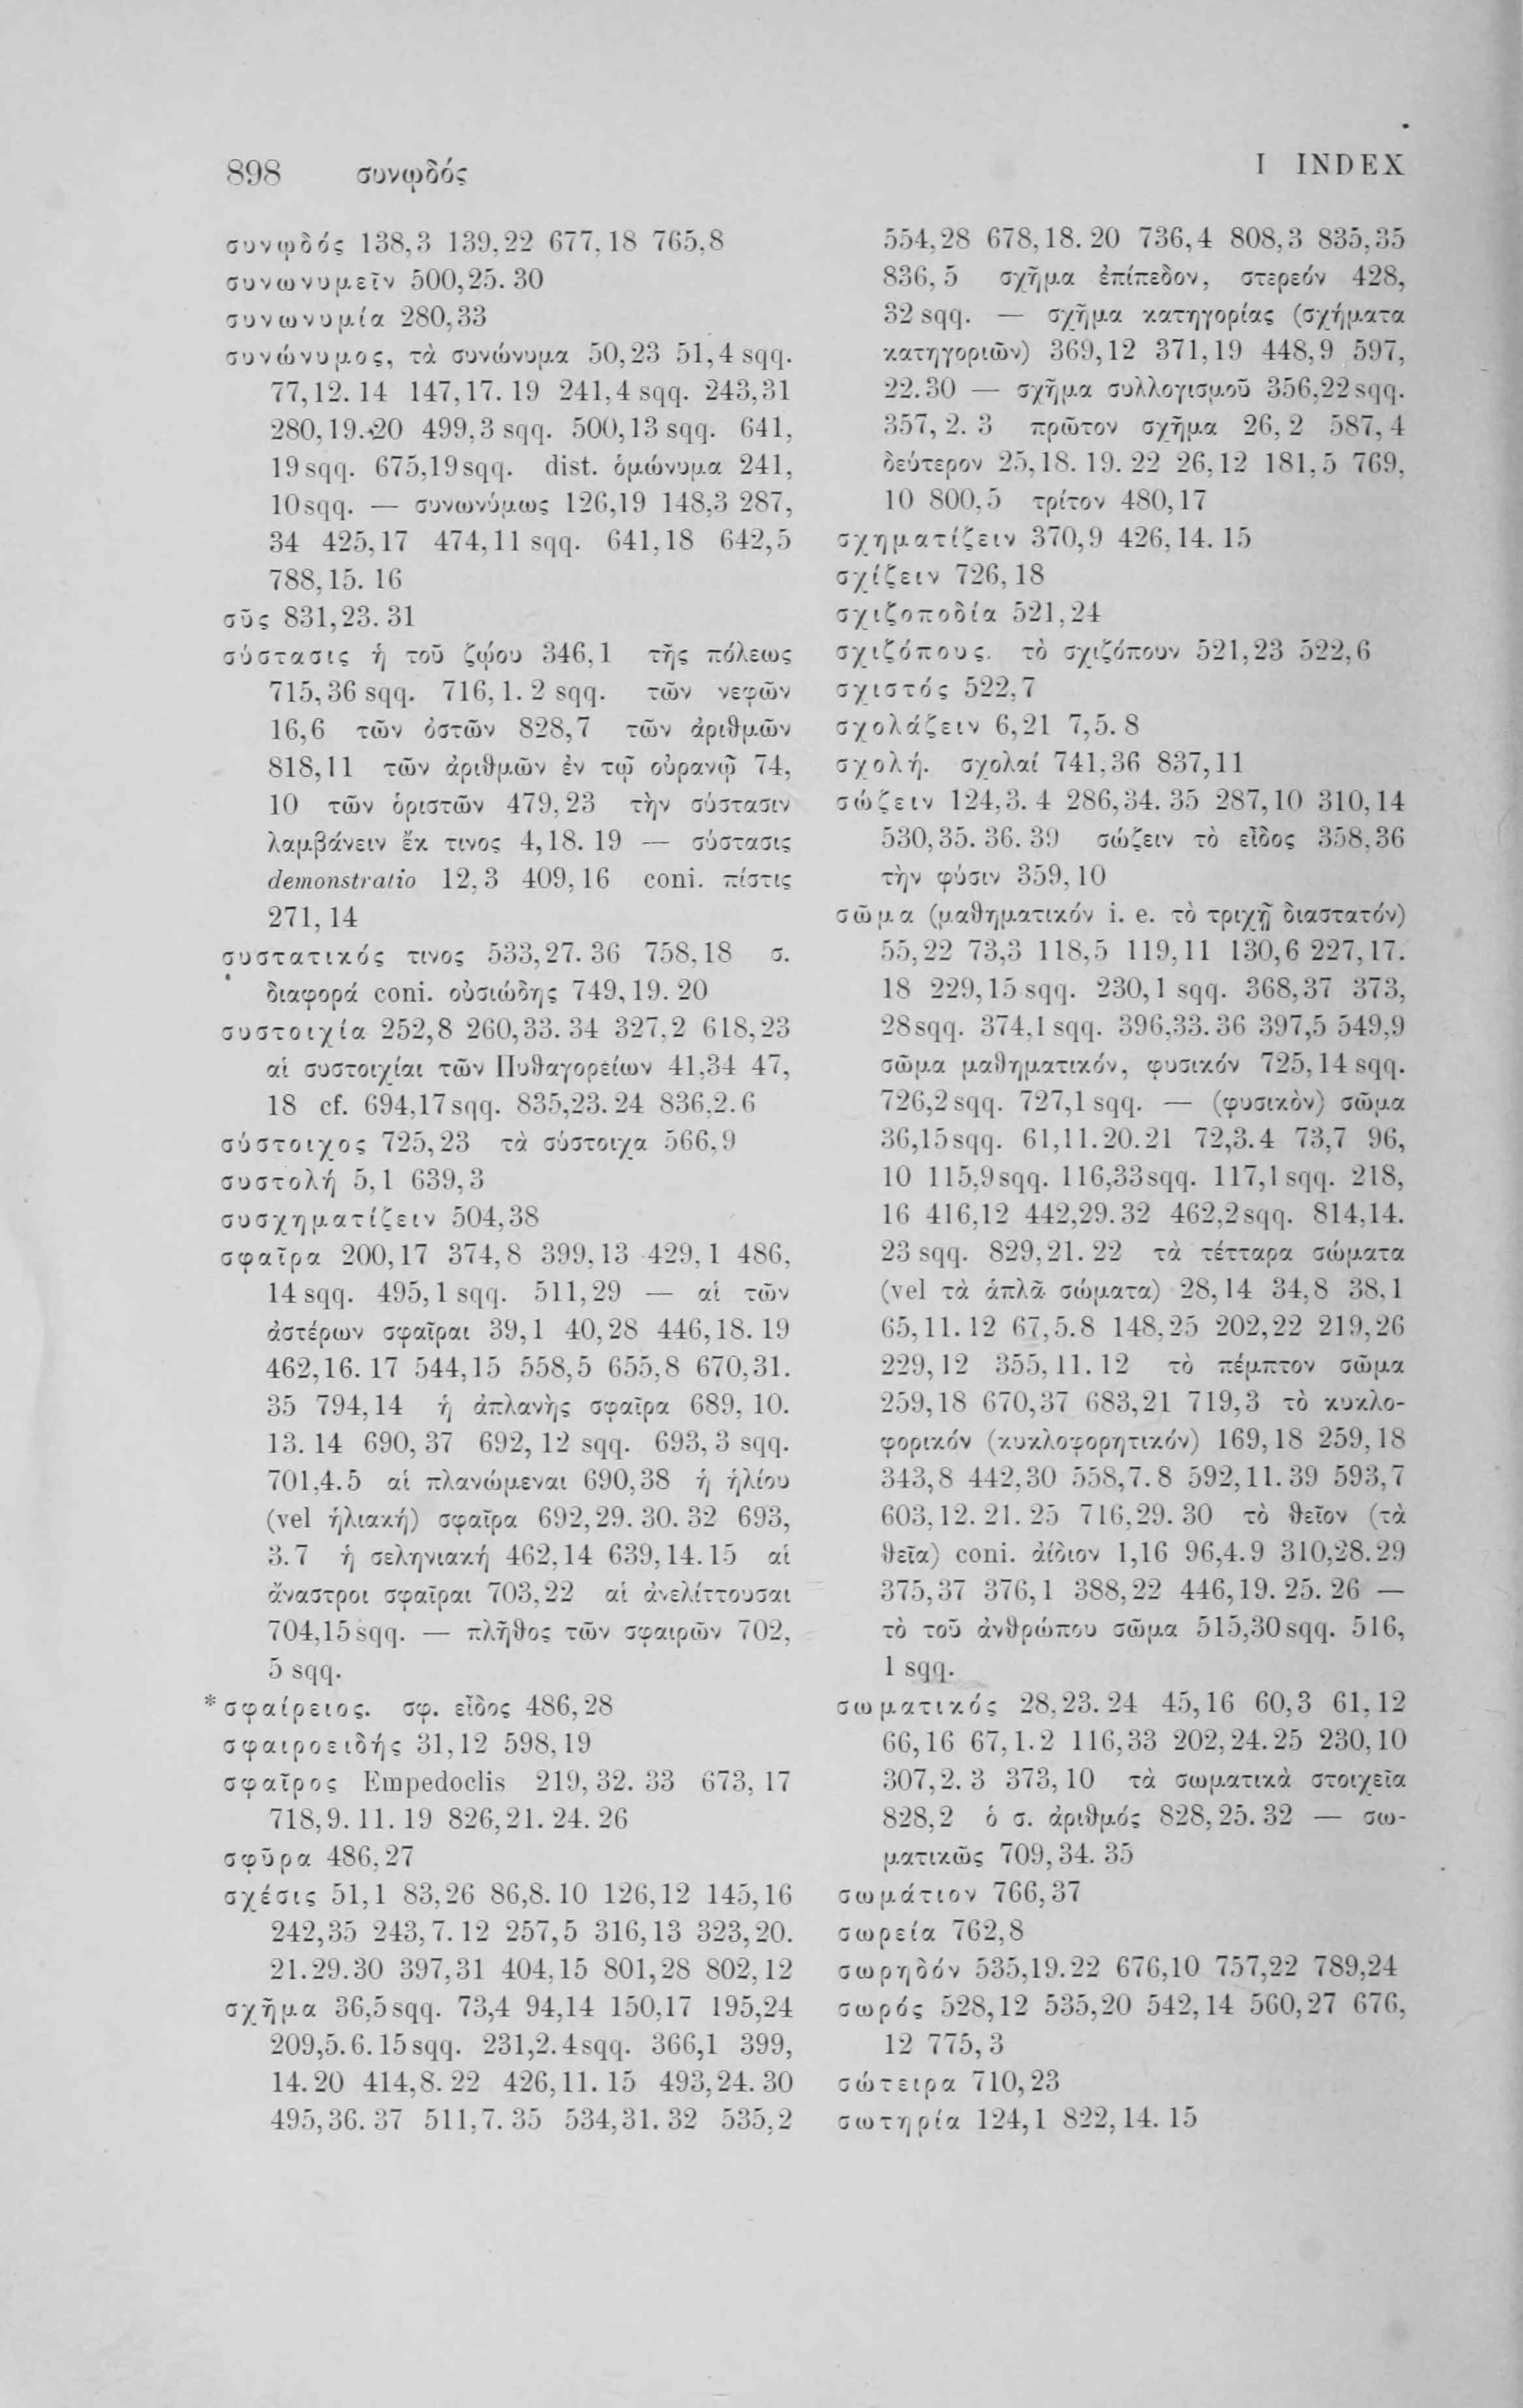 898 συνῳδός
I INDEX
συνῳδός 138,3 139,22 677,18 765,8
συνωνυμεῖν 500,25. 30
συνωνυμία 280,33
συνώνυμος, τὰ συνώνυμα 50,23 51,4 sqq.
77,12. 14 147,17. 19 241,4 sqq. 243,31
280,19. 20 499,3 sqq. 500,13 sqq. 641,
19 sqq. 675,19 sqq. dist. ὁμώνυμα 241,
10 sqq. — συνωνύμως 126,19 148,3 287,
34 425,17 474,11 sqq. 641,18 642,5
788,15. 16
σῦς 831,23. 31
σύστασις ἡ τοῦ ζῴου 346,1 τῆς πόλεως
715,36 sqq. 716,1. 2 sqq. τῶν νεφῶν
16,6 τῶν ὀστῶν 828,7 τῶν ἀριθμῶν
818,11 τῶν ἀριθμῶν ἐν τῷ οὐρανῷ 74,
10 τῶν ὁριστῶν 479,23 τὴν σύστασιν
λαμβάνειν ἔκ τινος 4,18. 19 — σύστασις
demonstratio 12,3 409,16 coni. πίστις
271,14
συστατικός τινος 533,27. 36 758,18 σ.
διαφορά coni. οὐσιώδης 749,19. 20
συστοιχία 252,8 260,33. 34 327,2 618,23
αἱ συστοιχίαι τῶν Πυθαγορείων 41,34 47,
18 cf. 694,17 sqq. 835,23. 24 836,2. 6
σύστοιχος 725,23 τὰ σύστοιχα 566,9
συστολή 5,1 639,3
συσχηματίζειν 504,38
σφαῖρα 200,17 374,8 399,13 429,1 486,
14 sqq. 495,1 sqq. 511,29 — αἱ τῶν
ἀστέρων σφαῖραι 39,1 40,28 446,18. 19
462,16. 17 544,15 558,5 655,8 670,31.
35 794,14 ἡ ἀπλανὴς σφαῖρα 689,10.
13. 14 690,37 692,12 sqq. 693,3 sqq.
701,4. 5 αἱ πλανώμεναι 690,38 ἡ ἡλίου
(vel ἡλιακή) σφαῖρα 692,29. 30. 32 693,
3. 7 ἡ σεληνιακή 462,14 639,14. 15 αἱ
ἄναστροι σφαῖραι 703,22 αἱ ἀνελίττουσαι
704,15 sqq. — πλῆθος τῶν σφαιρῶν 702,
5 sqq.
*σφαίρειος. σφ. εἶδος 486,28
σφαιροειδής 31,12 598,19
σφαῖρος Empedoclis 219,32. 33 673,17
718,9. 11. 19 826,21. 24. 26
σφῦρα 486,27
σχέσις 51,1 83,26 86,8. 10 126,12 145,16
242,35 243,7. 12 257,5 316,13 323,20.
21. 29. 30 397,31 404,15 801,28 802,12
σχῆμα 36,5 sqq. 73,4 94,14 150,17 195,24
209,5. 6. 15 sqq. 231,2. 4 sqq. 366,1 399,
14. 20 414,8. 22 426,11. 15 493,24. 30
495,36. 37 511,7. 35 534,31. 32 535,2
554,28 678,18. 20 736,4 808,3 835,35
836,5 σχῆμα ἐπίπεδον, στερεόν 428,
32 sqq. — σχῆμα κατηγορίας (σχήματα
κατηγοριῶν) 369,12 371,19 448,9 597,
22. 30 — σχῆμα συλλογισμοῦ 356,22 sqq.
357,2. 3 πρῶτον σχῆμα 26,2 587,4
δεύτερον 25,18. 19. 22 26,12 181,5 769,
10 800,5 τρίτον 480,17
σχηματίζειν 370,9 426,14. 15
σχίζειν 726,18
σχιζοποδία 521,24
σχιζόπους. τὸ σχιζόπουν 521,23 522,6
σχιστός 522,7
σχολάζειν 6,21 7,5. 8
σχολή. σχολαί 741,36 837,11
σώζειν 124,3. 4 286,34. 35 287,10 310,14
530,35. 36. 39 σώζειν τὸ εἶδος 358,36
τὴν φύσιν 359,10
σῶμα (μαθηματικόν i. e. τὸ τριχῇ διαστατόν)
55,22 73,3 118,5 119,11 130,6 227,17.
18 229,15 sqq. 230,1 sqq. 368,37 373,
28 sqq. 374,1 sqq. 396,33. 36 397,5 549,9
σῶμα μαθηματικόν, φυσικόν 725,14 sqq.
726,2 sqq. 727,1 sqq. — (φυσικὸν) σῶμα
36,15 sqq. 61,11. 20. 21 72,3. 4 73,7 96,
10 115,9 sqq. 116,33 sqq. 117,1 sqq. 218,
16 416,12 442,29. 32 462,2 sqq. 814,14.
23 sqq. 829,21. 22 τὰ τέτταρα σώματα
(vel τὰ ἁπλᾶ σώματα) 28,14 34,8 38,1
65,11. 12 67,5. 8 148,25 202,22 219,26
229,12 355,11. 12 τὸ πέμπτον σῶμα
259,18 670,37 683,21 719,3 τὸ κυκλο-
φορικόν (κυκλοφορητικόν) 169,18 259,18
343,8 442,30 558,7. 8 592,11. 39 593,7
603,12. 21. 25 716,29. 30 τὸ θεῖον (τὰ
θεῖα) coni. ἀίδιον 1,16 96,4. 9 310,28. 29
375,37 376,1 388,22 446,19. 25. 26 —
τὸ τοῦ ἀνθρώπου σῶμα 515,30 sqq. 516,
1 sqq.
σωματικός 28,23. 24 45,16 60,3 61,12
66,16 67,1. 2 116,33 202,24. 25 230,10
307,2. 3 373,10 τὰ σωματικὰ στοιχεῖα
828,2 ὁ σ. ἀριθμός 828,25. 32 — σω-
ματικῶς 709,34. 35
σωμάτιον 766,37
σωρεία 762,8
σωρηδόν 535,19. 22 676,10 757,22 789,24
σωρός 528,12 535,20 542,14 560,27 676,
12 775,3
σώτειρα 710,23
σωτηρία 124,1 822,14. 15